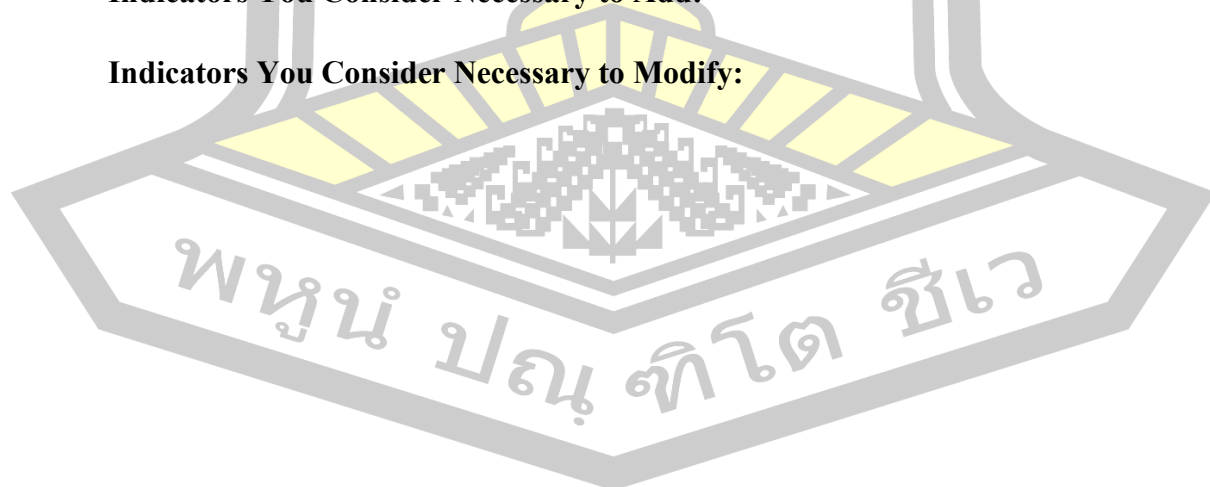 Indicators You Consider Necessary to Add:
Indicators You Consider Necessary to Modify:
พหูนํ ปณฺฑิโต ชีเว